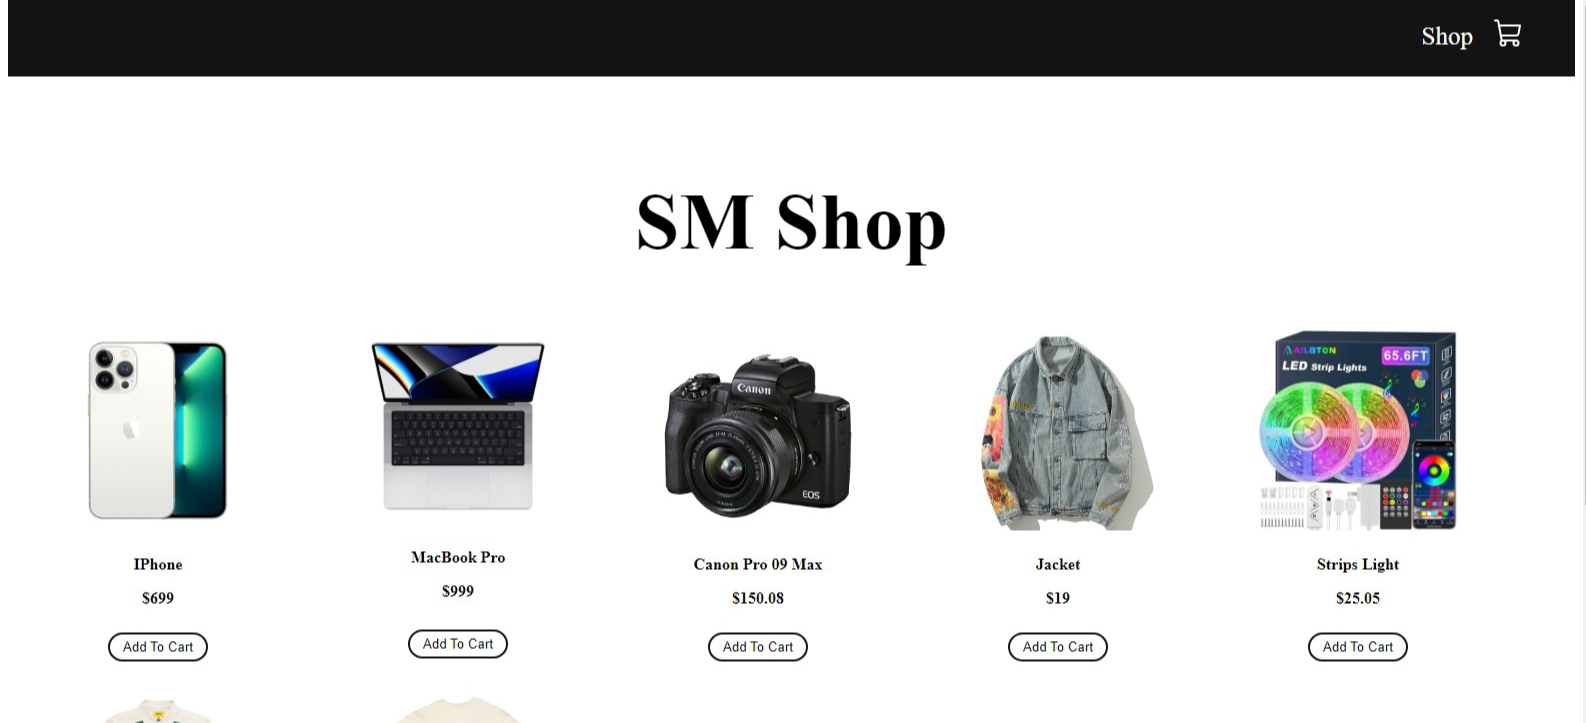 Shop
SM Shop
Canon
EOS
AILBTON
65.6FT
LED Strip Lights
IPhone
MacBook Pro
Canon Pro 09 Max
Jacket
Strips Light
$699
$999
$150.08
$19
$25.05
Add To Cart
Add To Cart
Add To Cart
Add To Cart
Add To Cart